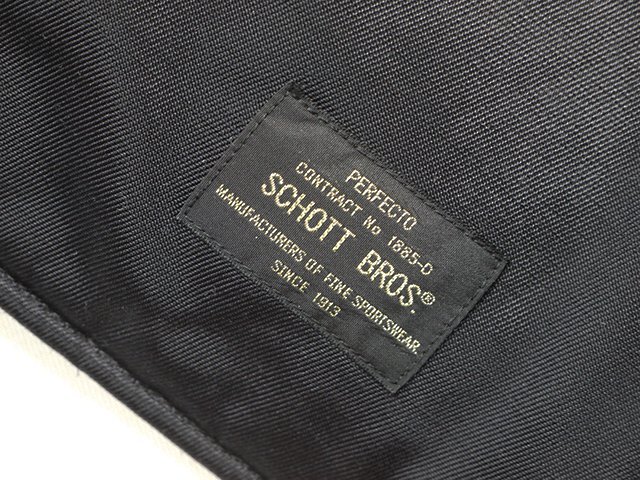 PERFECTO
CONTRACT No 1885-D
SCHOTT BROS.®
MANUFACTURERS OF FINE SPORTSWEAR.
SINCE 1913